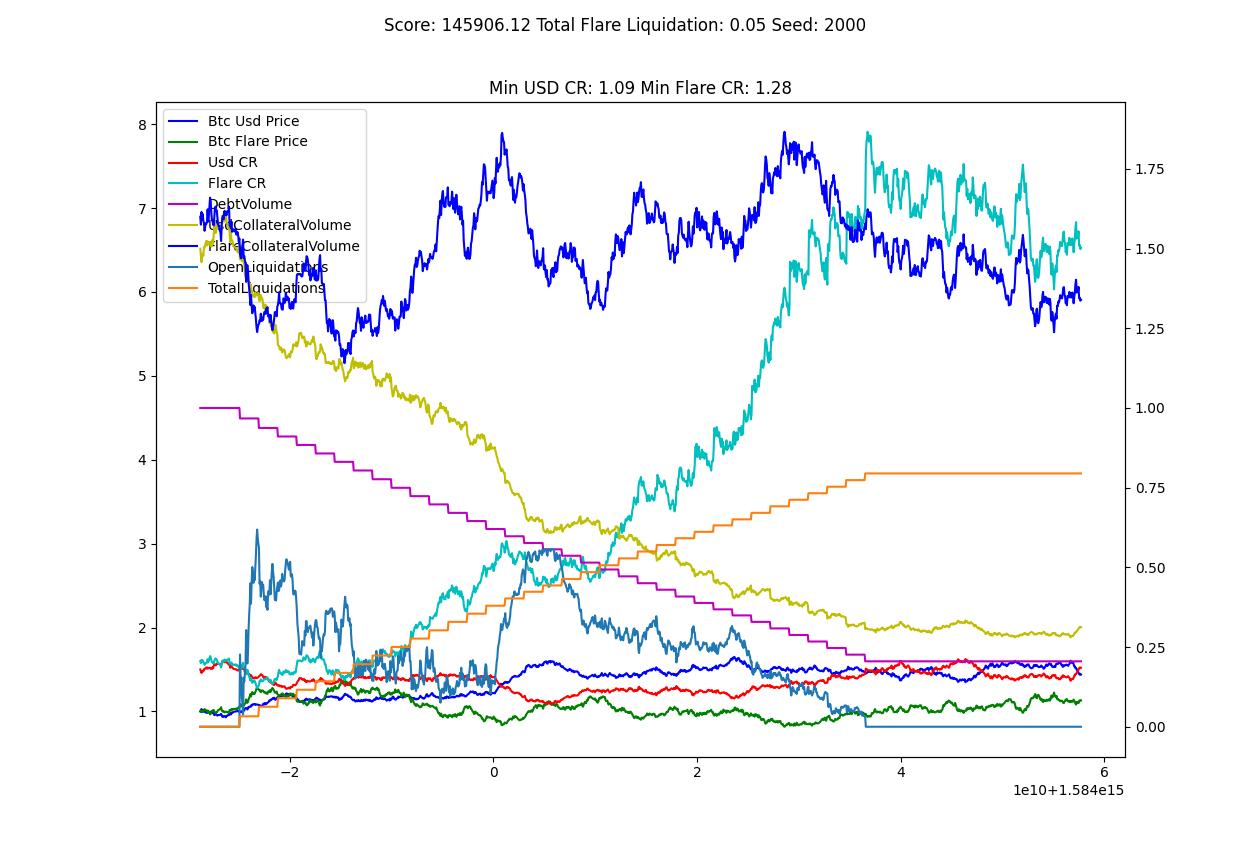 Score: 145906.12 Total Flare Liquidation: 0.05 Seed: 2000
Min USD CR: 1.09 Min Flare CR: 1.28
Btc Usd Price
Btc Flare Price
Usd CR
Flare CR
DebtVolume
CollateralVolume
FlareCollateralVolume
OpenLiquidations
TotalLiquidations
8
7
6
5
4
3
2
1
1.75
1.50
1.25
1.00
0.75
0.50
0.25
0.00
−2
0
2
4
6
1e10+1.584e15